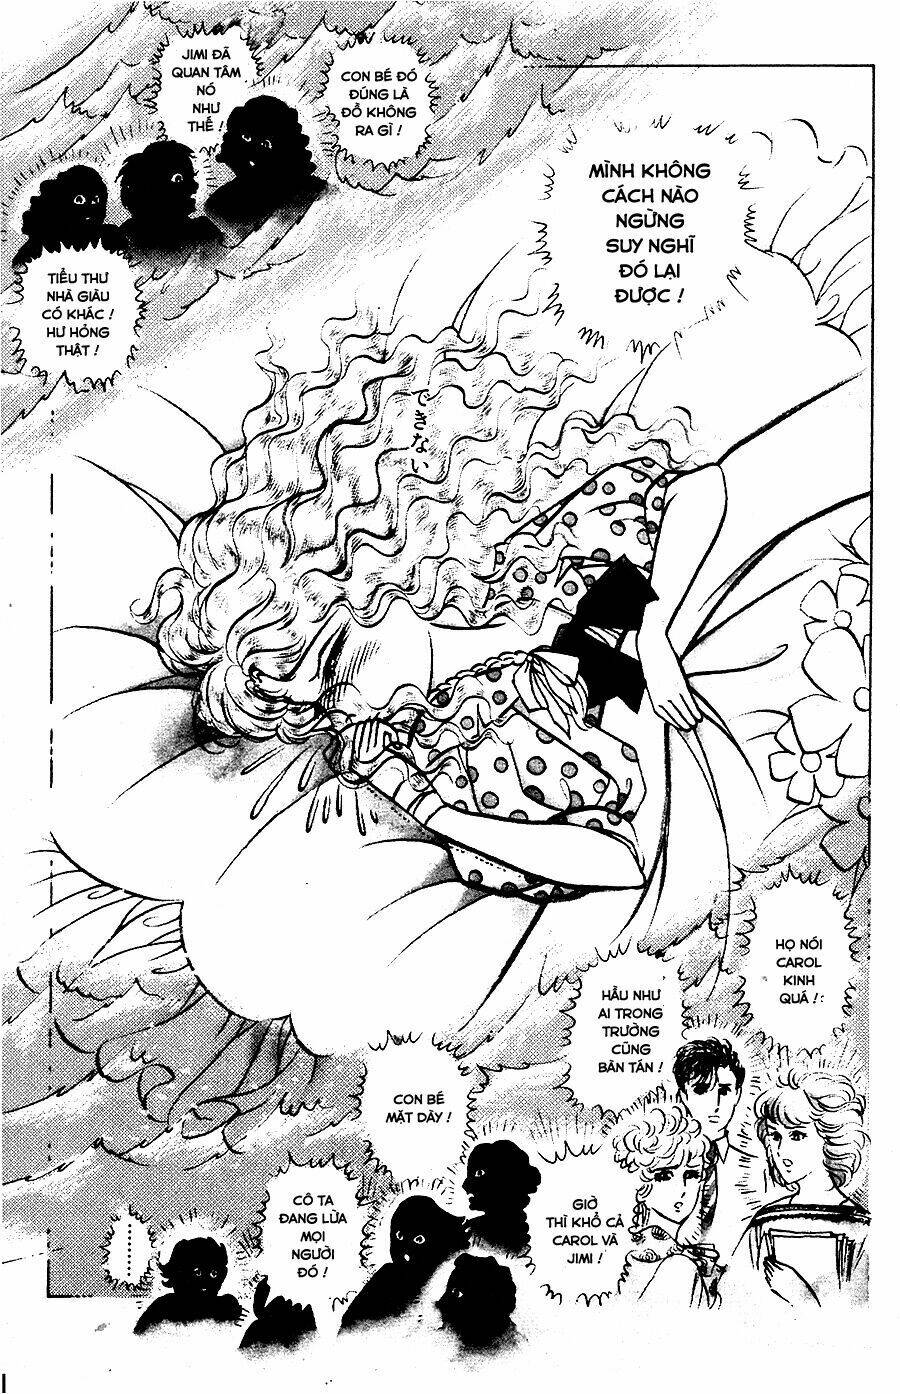 JIMI ĐÃ
QUAN TÂM
NÓ
NHƯ
THẾ !
CON BÉ ĐÓ
ĐÚNG LÀ
ĐỒ KHÔNG
RA GÌ !
MÌNH KHÔNG
CÁCH NÀO
NGỪNG
SUY NGHĨ
ĐÓ LẠI
ĐƯỢC !
TIỂU THƯ
NHÀ GIÀU
CÓ KHÁC !
HƯ HỎNG
THẬT !
できない
HỌ NÓI
CAROL
KINH
QUÁ !
HẦU NHƯ
AI TRONG
TRƯỜNG
CŨNG
BÀN TÁN !
CON BÉ
MẶT DÀY !
CÔ TA
ĐANG LỪA
MỌI
NGƯỜI
ĐÓ !
GIỜ
THÌ KHỔ CẢ
CAROL VÀ
JIMI !
..........